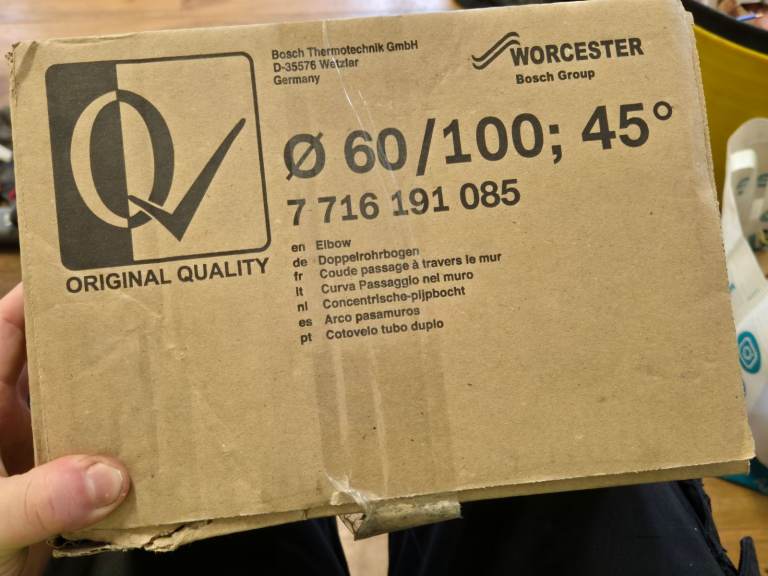 Bosch Thermotechnik GmbH
D-35576 Wetzlar
Germany
WORCESTER
Bosch Group
Ø 60/100; 45°
7 716 191 085
ORIGINAL QUALITY
en Elbow
de Doppelrohrbogen
fr Coude passage à travers le mur
it Curva Passaggio nel muro
nl Concentrische-pijpbocht
es Arco pasamuros
pt Cotovelo tubo duplo